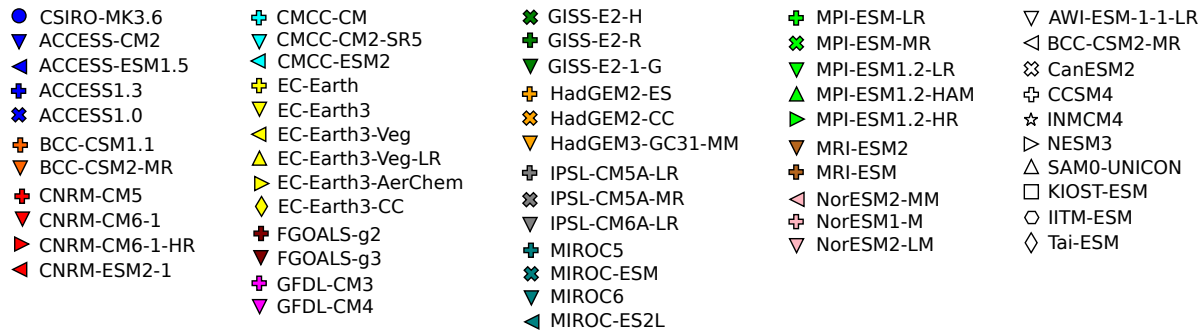 CSIRO-MK3.6
ACCESS-CM2
ACCESS-ESM1.5
ACCESS1.3
ACCESS1.0
BCC-CSM1.1
BCC-CSM2-MR
CNRM-CM5
CNRM-CM6-1
CNRM-CM6-1-HR
CNRM-ESM2-1
CMCC-CM
CMCC-CM2-SR5
CMCC-ESM2
EC-Earth
EC-Earth3
EC-Earth3-Veg
EC-Earth3-Veg-LR
EC-Earth3-AerChem
EC-Earth3-CC
FGOALS-g2
FGOALS-g3
GFDL-CM3
GFDL-CM4
GISS-E2-H
GISS-E2-R
GISS-E2-1-G
HadGEM2-ES
HadGEM2-CC
HadGEM3-GC31-MM
IPSL-CM5A-LR
IPSL-CM5A-MR
IPSL-CM6A-LR
MIROC5
MIROC-ESM
MIROC6
MIROC-ES2L
MPI-ESM-LR
MPI-ESM-MR
MPI-ESM1.2-LR
MPI-ESM1.2-HAM
MPI-ESM1.2-HR
MRI-ESM2
MRI-ESM
NorESM2-MM
NorESM1-M
NorESM2-LM
AWI-ESM-1-1-LR
BCC-CSM2-MR
CanESM2
CCSM4
INMCM4
NESM3
SAM0-UNICON
KIOST-ESM
IITM-ESM
Tai-ESM